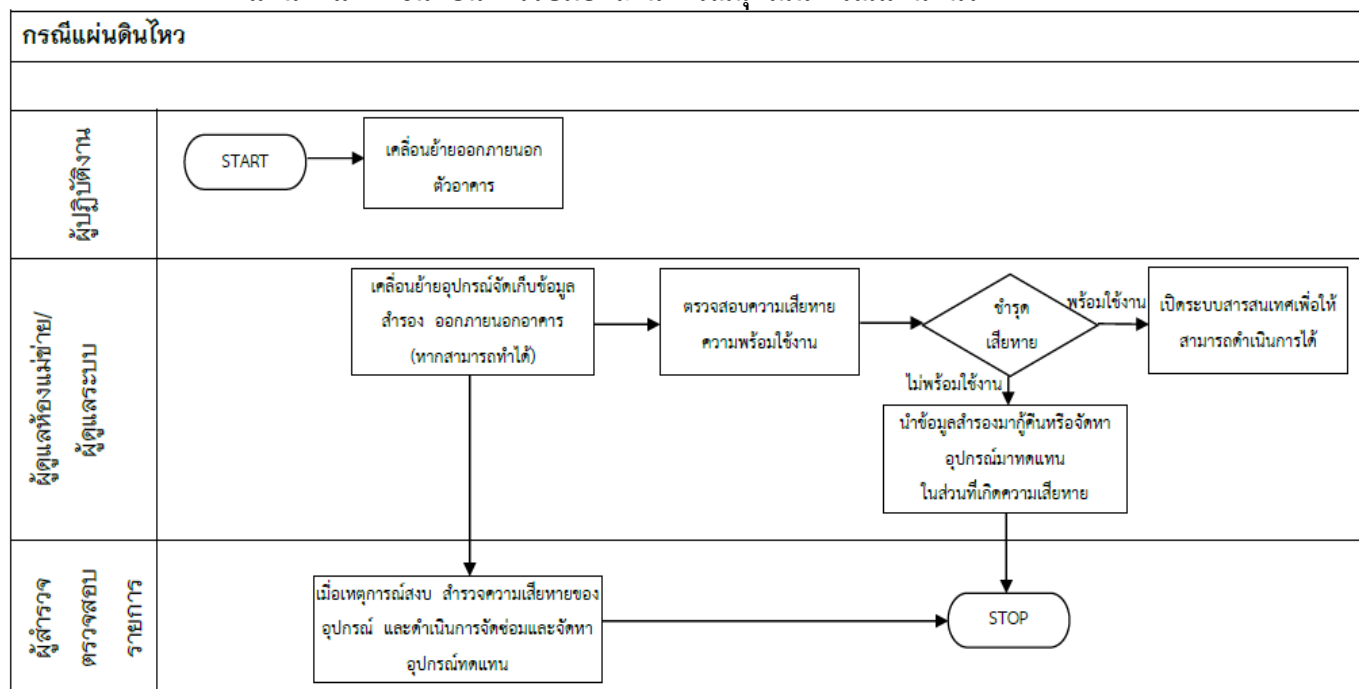 กรณีแผ่นดินไหว
ผู้ปฏิบัติงาน
START
เคลื่อนย้ายออกภายนอก
ตัวอาคาร
ผู้ดูแลห้องแม่ข่าย/
ผู้ดูแลระบบ
เคลื่อนย้ายอุปกรณ์จัดเก็บข้อมูล
สำรอง ออกภายนอกอาคาร
(หากสามารถทำได้)
ตรวจสอบความเสียหาย
ความพร้อมใช้งาน
ชำรุด
เสียหาย
พร้อมใช้งาน
เปิดระบบสารสนเทศเพื่อให้
สามารถดำเนินการได้
ไม่พร้อมใช้งาน
นำข้อมูลสำรองมากู้คืนหรือจัดหา
อุปกรณ์มาทดแทน
ในส่วนที่เกิดความเสียหาย
ผู้สำรวจ
ตรวจสอบ
รายการ
เมื่อเหตุการณ์สงบ สำรวจความเสียหายของ
อุปกรณ์ และดำเนินการจัดซ่อมและจัดหา
อุปกรณ์ทดแทน
STOP